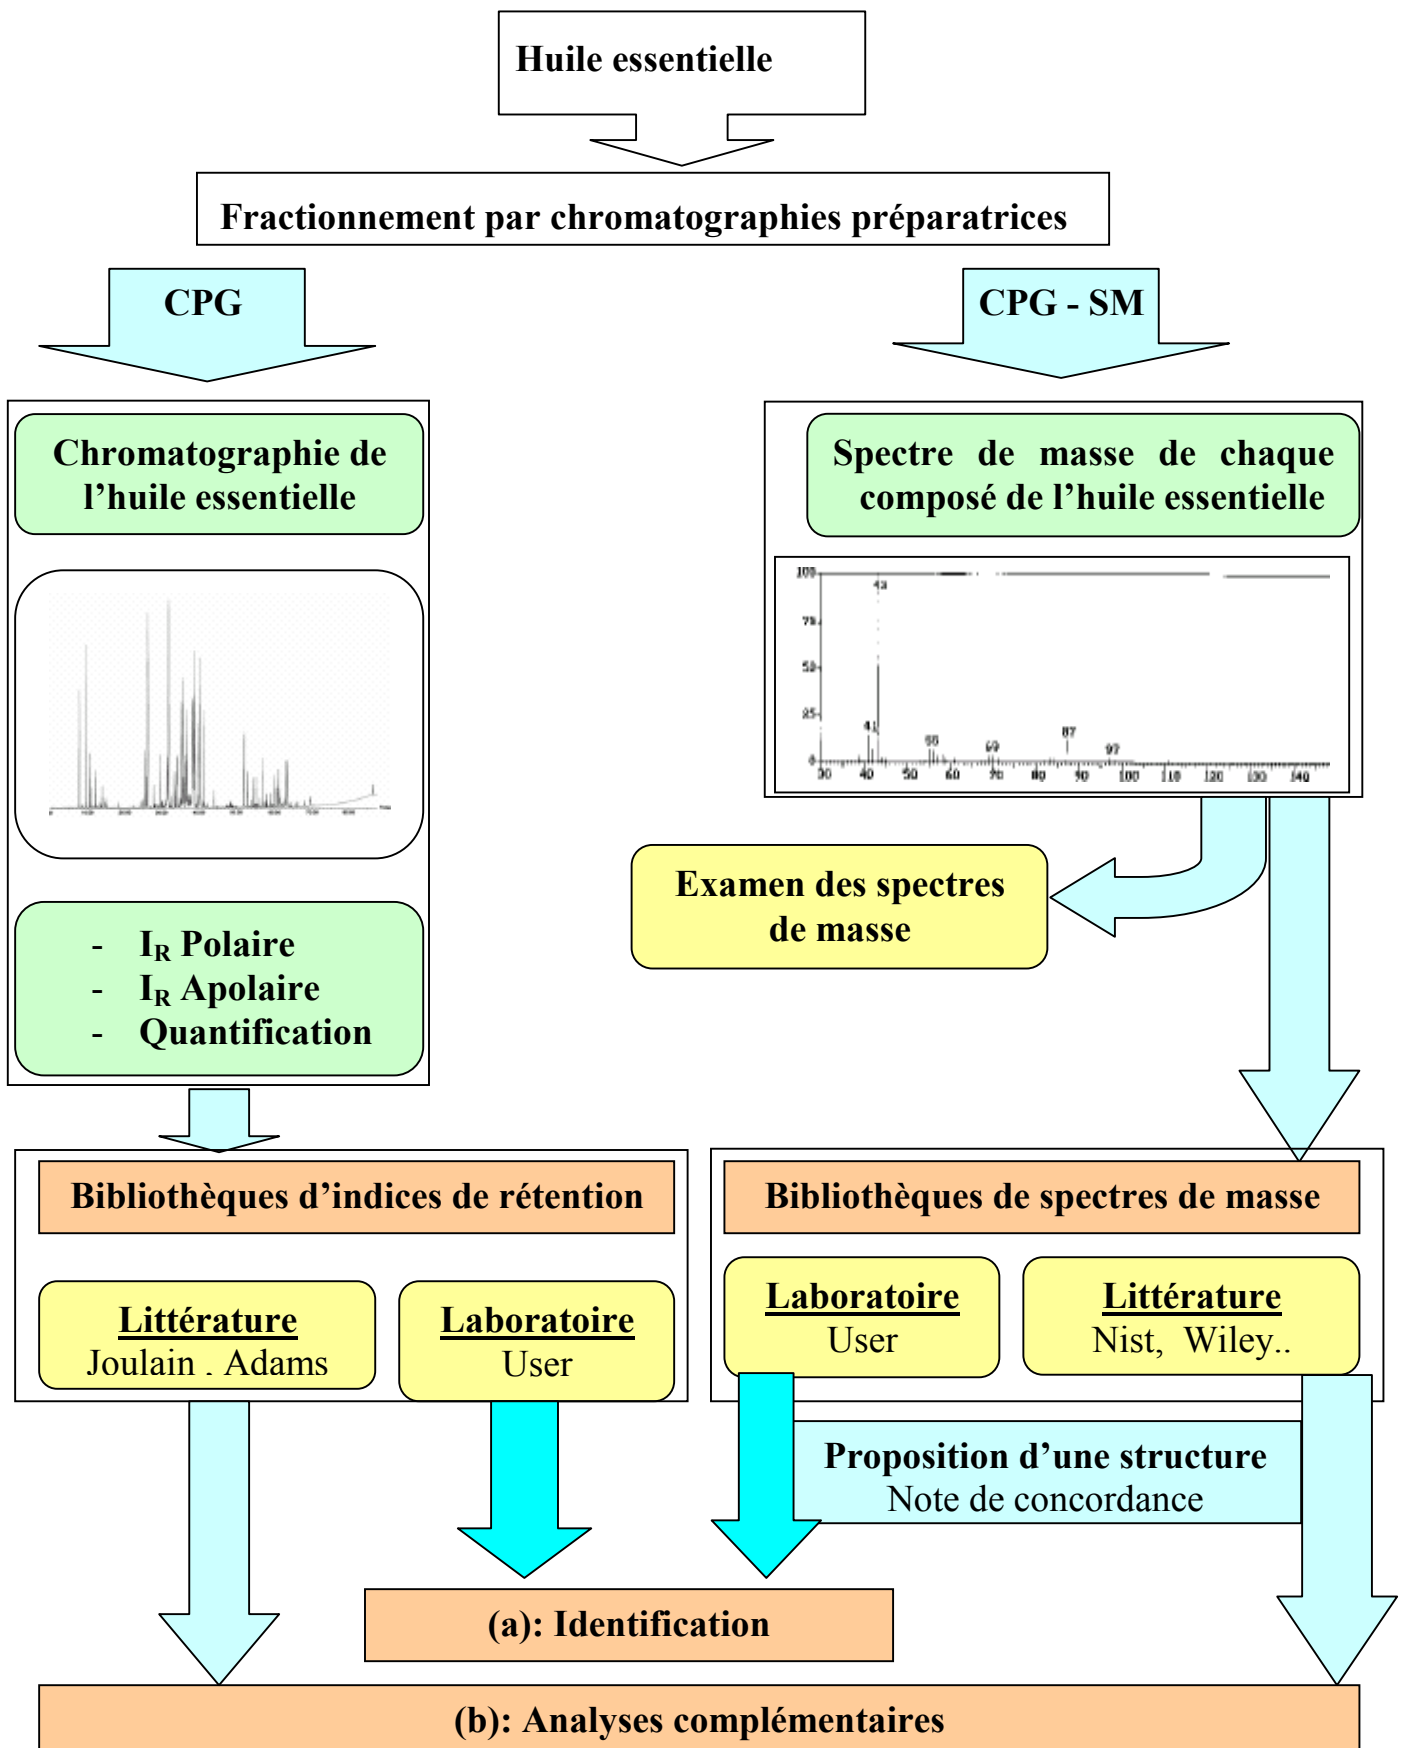 Huile essentielle
Fractionnement par chromatographies préparatrices
CPG
CPG - SM
Chromatographie de
l’huile essentielle
Spectre de masse de chaque
composé de l’huile essentielle
100
75
50
25
0
43
41
87
97
30 40 50 60 70 80 90 100 110 120 130 140
- I_R Polaire
- I_R Apolaire
- Quantification
Examen des spectres
de masse
Bibliothèques d’indices de rétention
Littérature
Joulain , Adams
Laboratoire
User
Bibliothèques de spectres de masse
Laboratoire
User
Littérature
Nist, Wiley..
Proposition d’une structure
Note de concordance
(a): Identification
(b): Analyses complémentaires